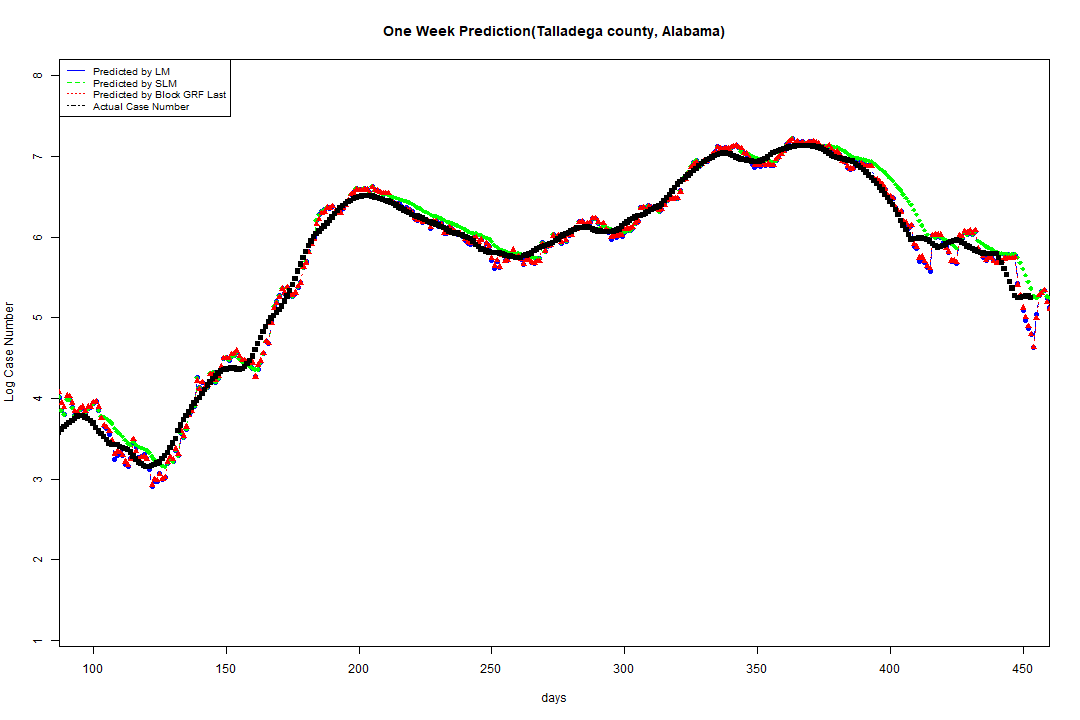 One Week Prediction(Talladega county, Alabama)
Predicted by LM
Predicted by SLM
Predicted by Block GRF Last
Actual Case Number
Log Case Number
8
7
6
5
4
3
2
1
100 150 200 250 300 350 400 450
days